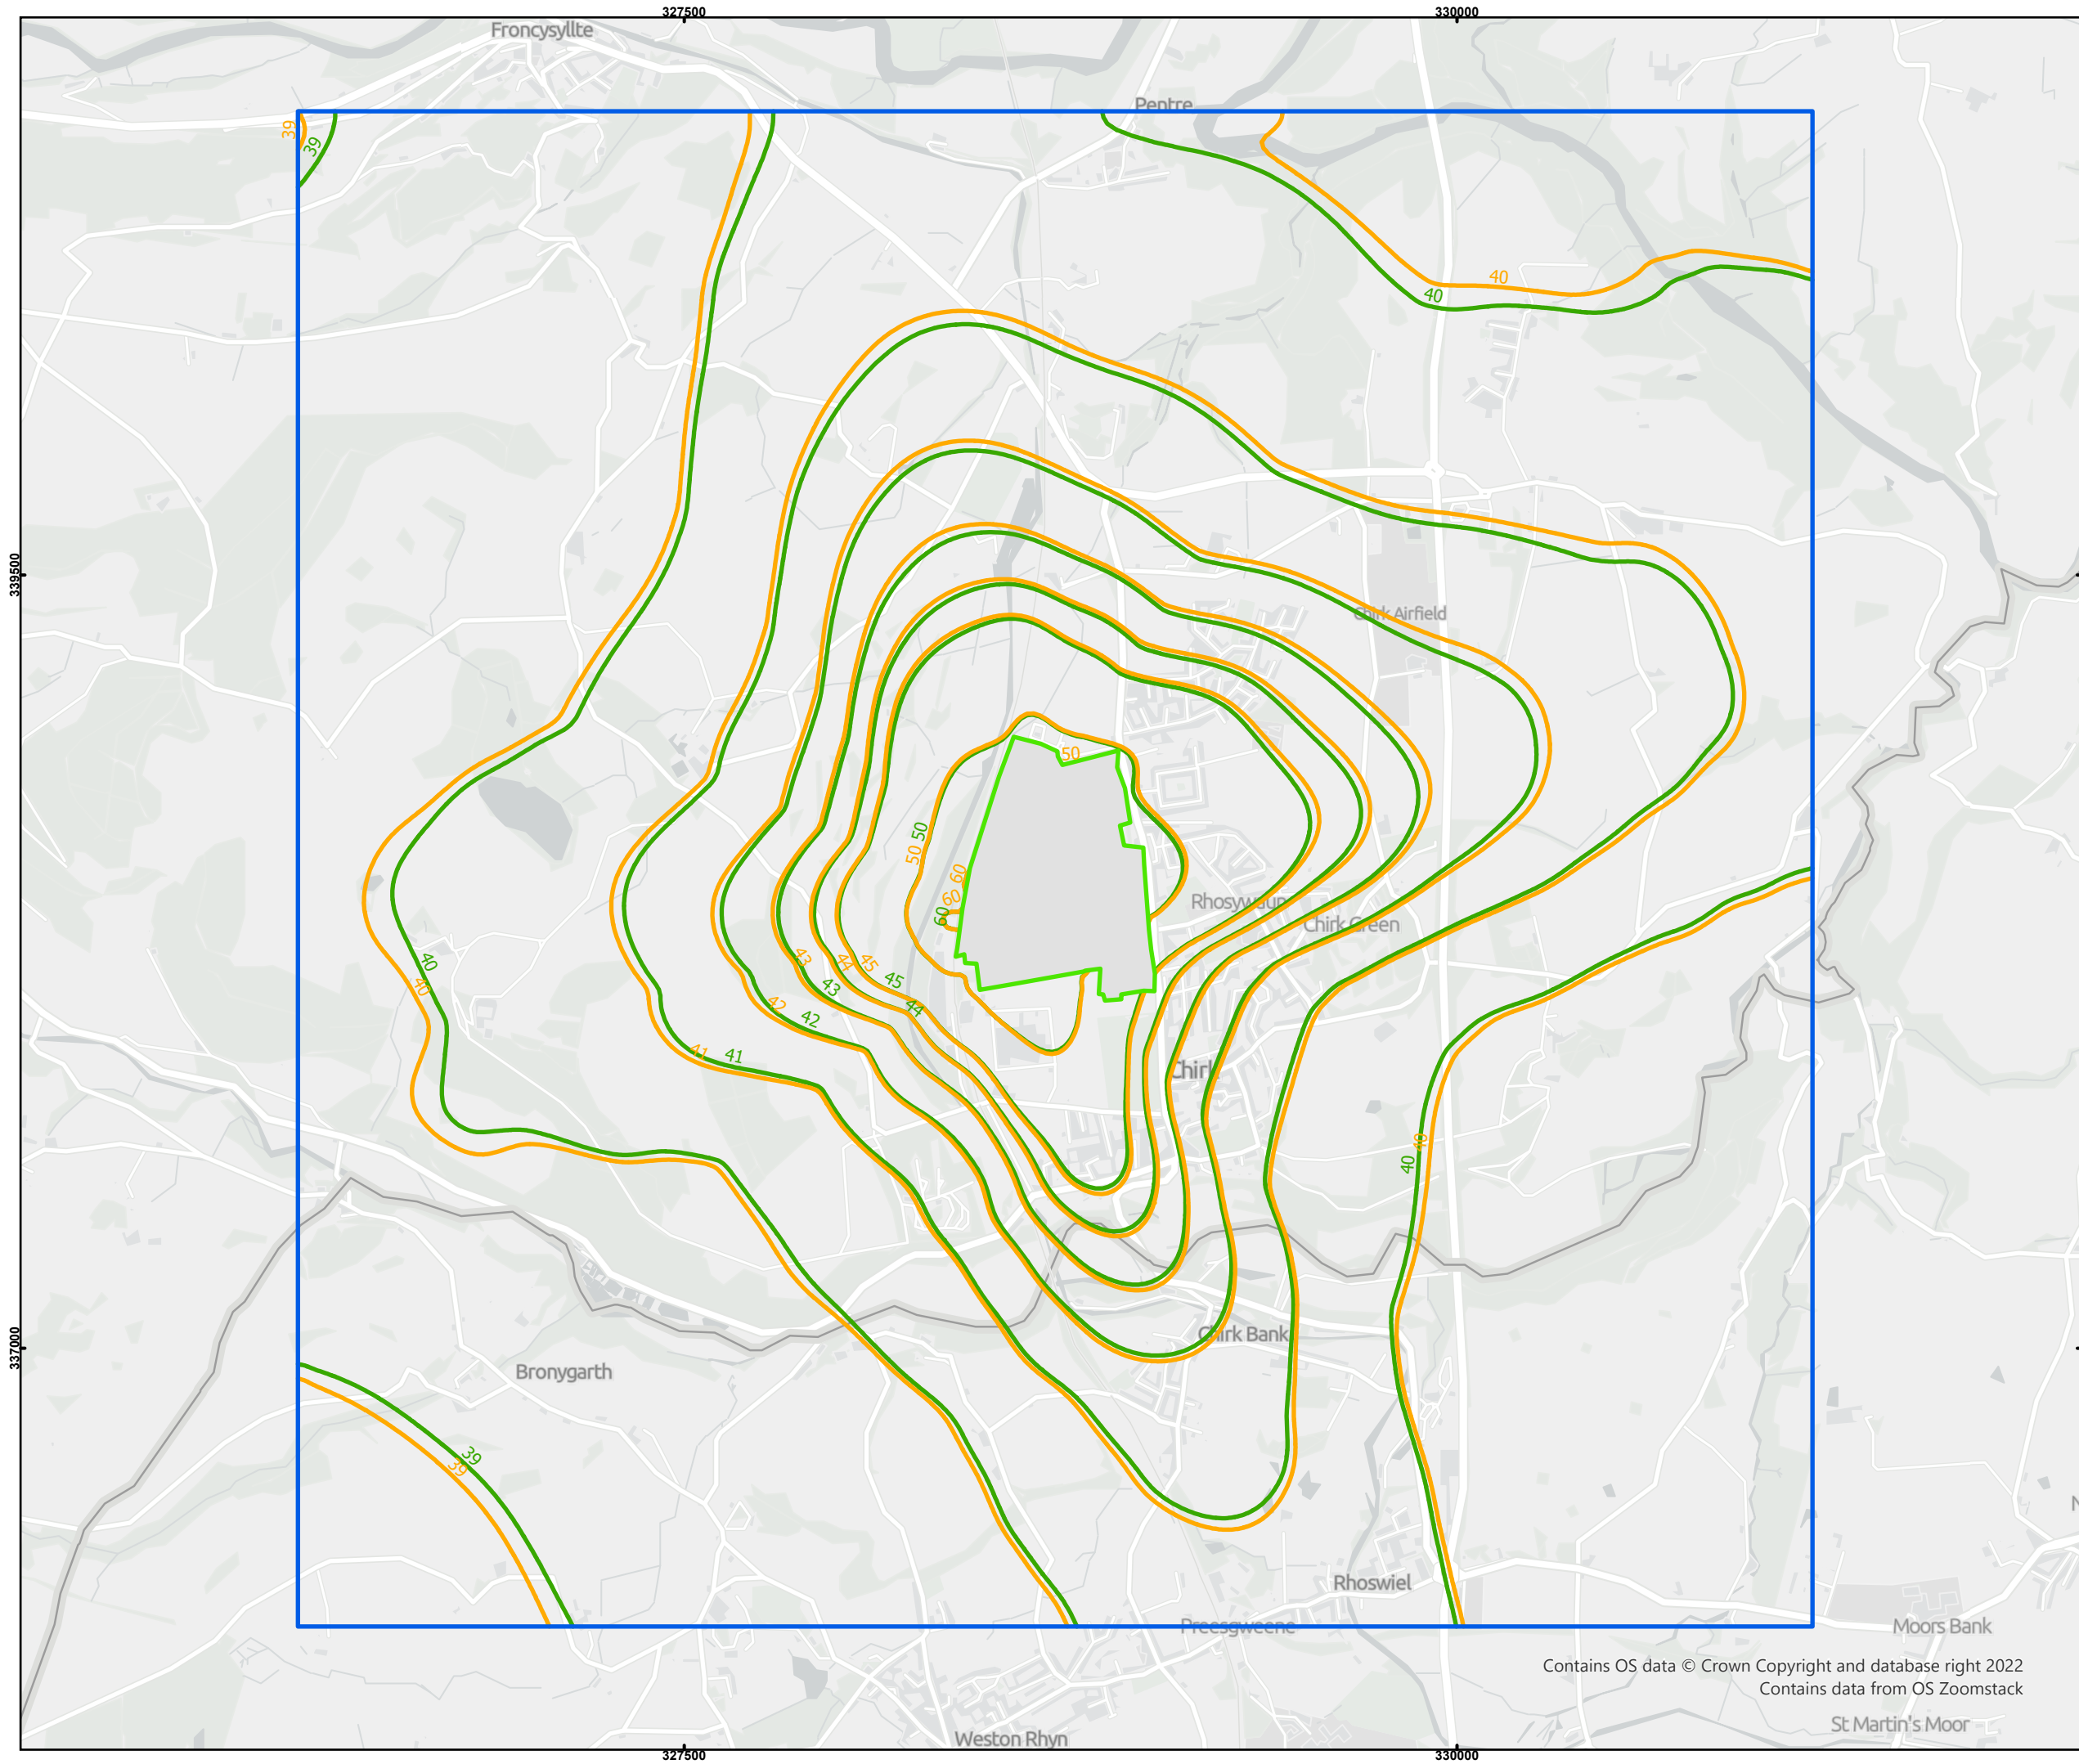 327500
330000
Froncysyllte
Pentre
39
39
40
40
339500
Chirk Airfield
50
50
50
60
60
60
Rhosywaun
Chirk Green
40
40
43
44
45
45
43
44
42
42
41
41
Chirk
40
40
Chirk Bank
337000
Bronygarth
39
39
Rhoswiel
Preesgweene
Moors Bank
Contains OS data © Crown Copyright and database right 2022
Contains data from OS Zoomstack
St Martin's Moor
Weston Rhyn
327500
330000